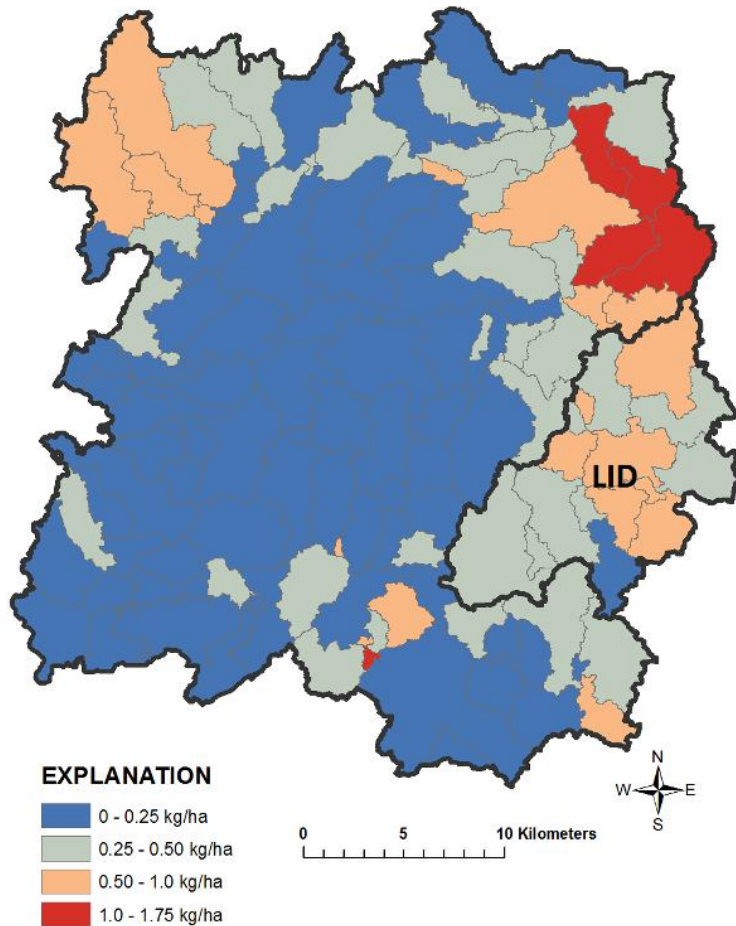 LID
EXPLANATION
0 - 0.25 kg/ha
0.25 - 0.50 kg/ha
0.50 - 1.0 kg/ha
1.0 - 1.75 kg/ha
0 5 10 Kilometers
N
W E
S